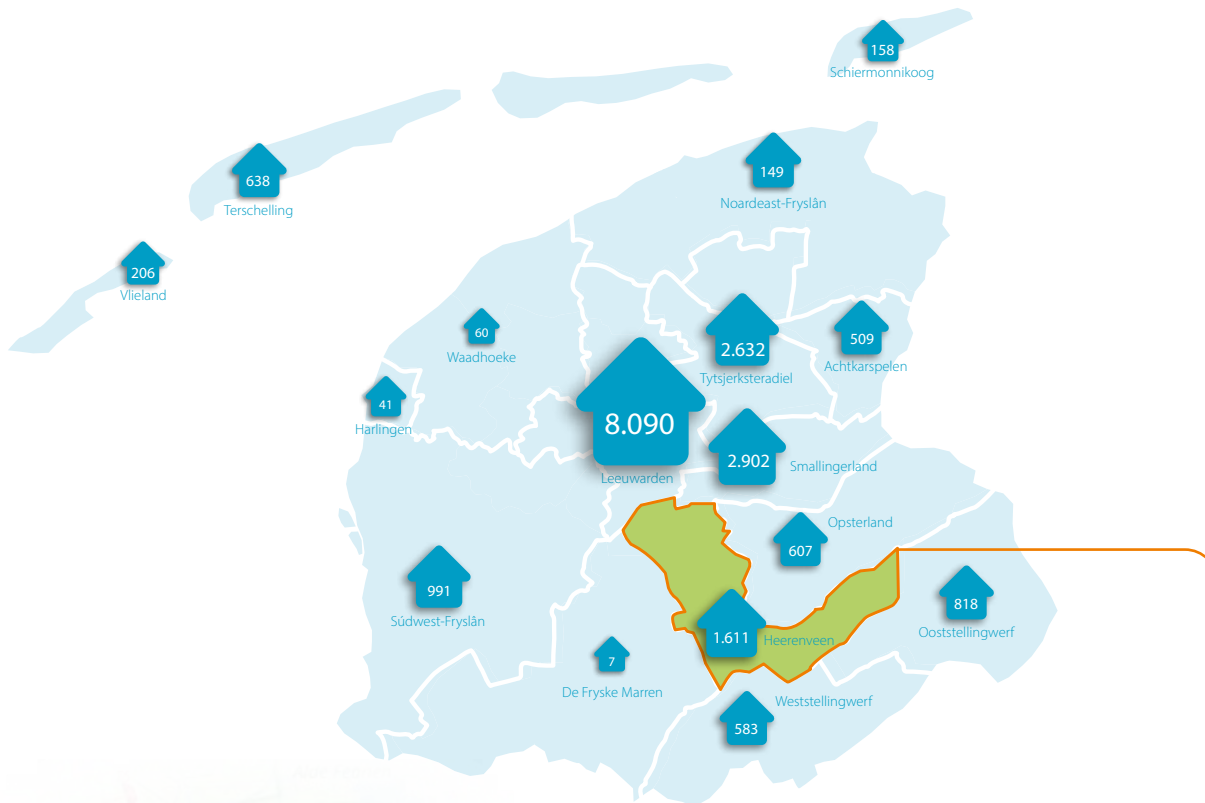 158
Schiermonnikoog
638
Terschelling
149
Noardeast-Fryslân
206
Vlieland
60
Waadhoeke
2.632
Tytsjerksteradiel
509
Achtkarspelen
41
Harlingen
8.090
Leeuwarden
2.902
Smallingerland
Opsterland
607
991
Súdwest-Fryslân
818
Ooststellingwerf
1.611
Heerenveen
7
De Fryske Marren
Weststellingwerf
583